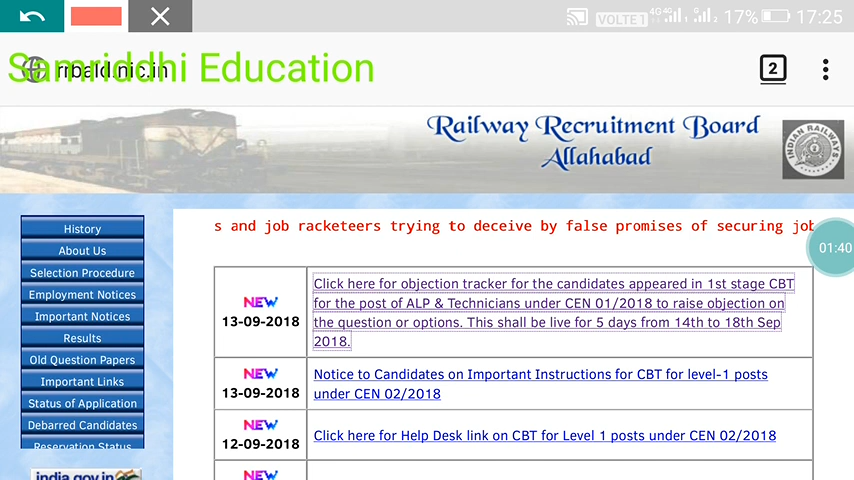 VOLTE 1 4G 4G G 17% 17:25
Samriddhi Education
rrbald.nic.in
2
Railway Recruitment Board
Allahabad
INDIAN RAILWAYS
s and job racketeers trying to deceive by false promises of securing job
01:40
History
About Us
Selection Procedure
Employment Notices
Important Notices
Results
Old Question Papers
Important Links
Status of Application
Debarred Candidates
Reservation Status
india.gov.in
NEW
13-09-2018
Click here for objection tracker for the candidates appeared in 1st stage CBT
for the post of ALP & Technicians under CEN 01/2018 to raise objection on
the question or options. This shall be live for 5 days from 14th to 18th Sep
2018.
NEW
13-09-2018
Notice to Candidates on Important Instructions for CBT for level-1 posts
under CEN 02/2018
NEW
12-09-2018
Click here for Help Desk link on CBT for Level 1 posts under CEN 02/2018
NEW